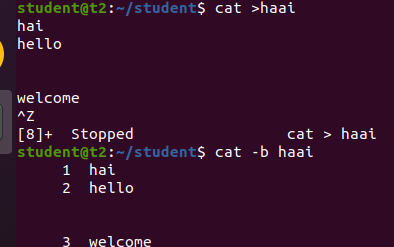 student@t2:~/student$ cat >haai
hai
hello
welcome
^Z
[8]+  Stopped                 cat > haai
student@t2:~/student$ cat -b haai
     1  hai
     2  hello
     3  welcome